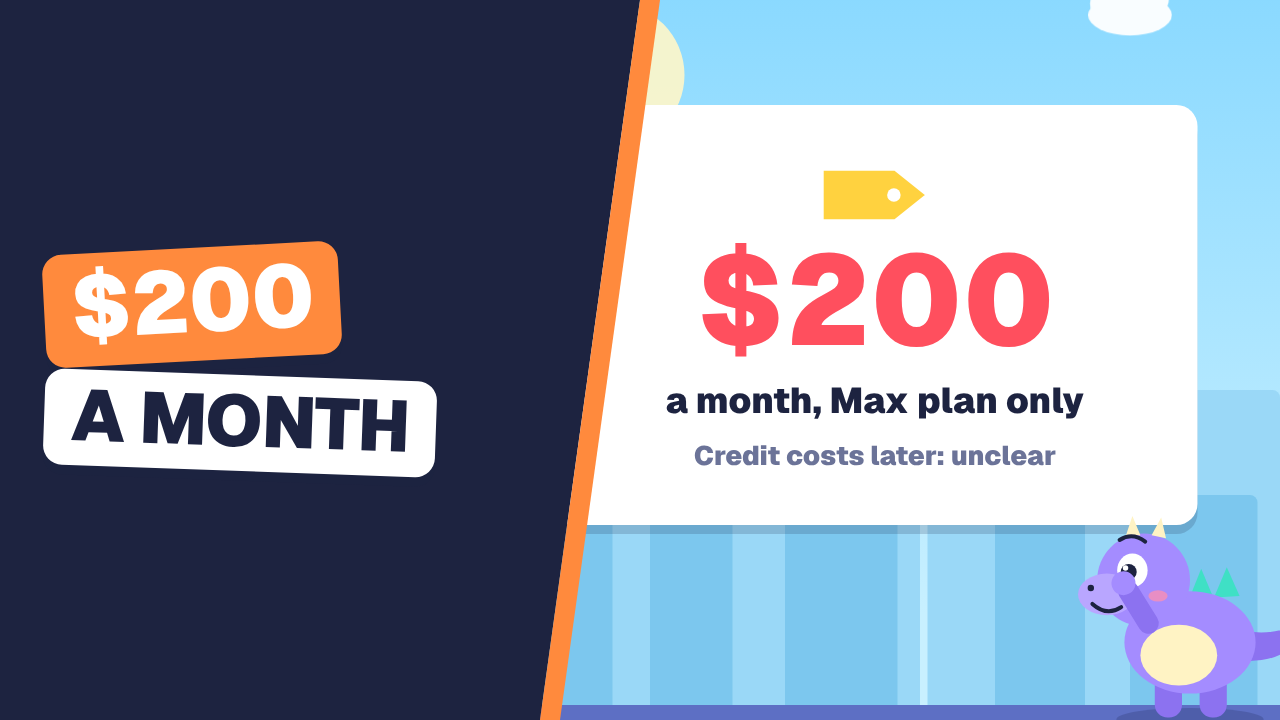 $200
A MONTH
$200
a month, Max plan only
Credit costs later: unclear